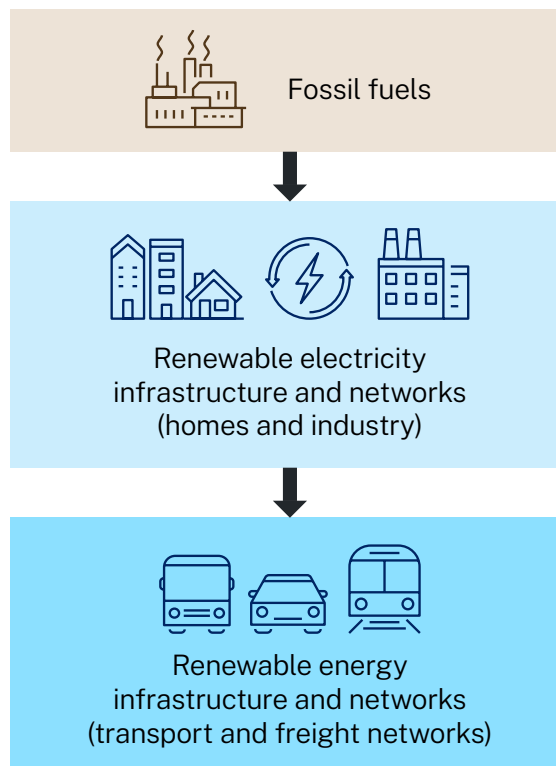 Fossil fuels
Renewable electricity
infrastructure and networks
(homes and industry)
Renewable energy
infrastructure and networks
(transport and freight networks)